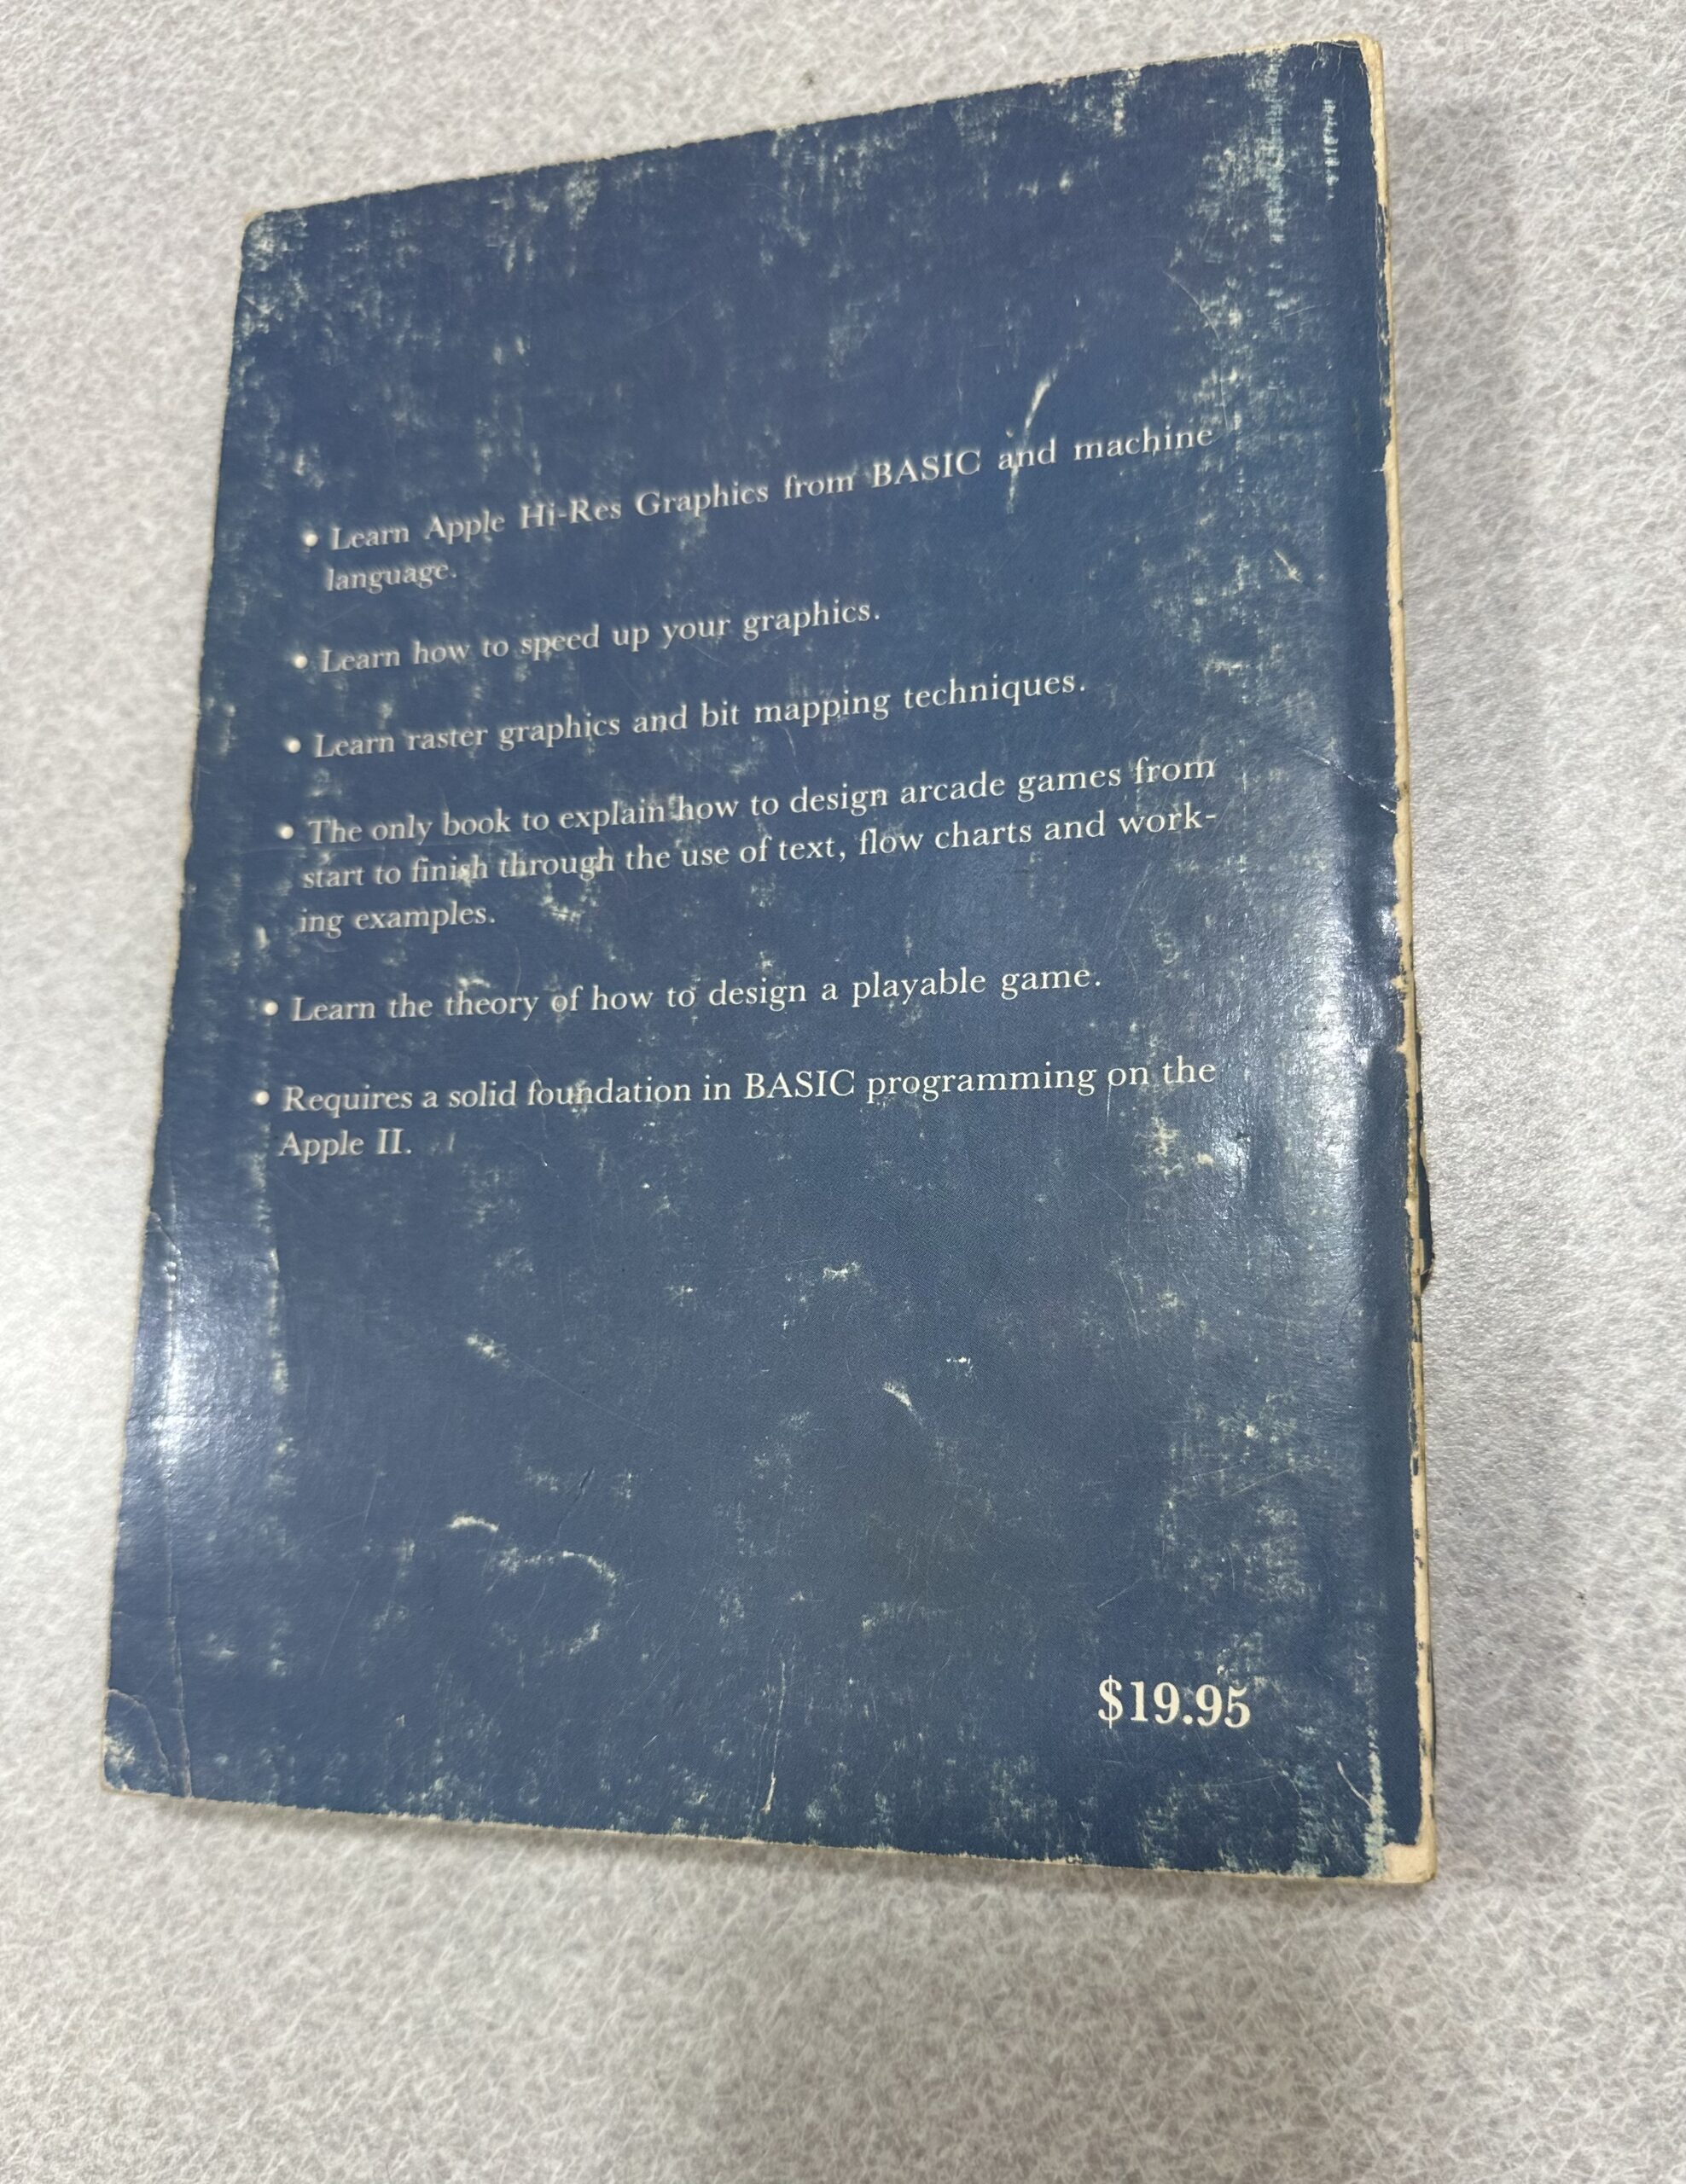 • Learn Apple Hi-Res Graphics from BASIC and machine
language.
• Learn how to speed up your graphics.
• Learn raster graphics and bit mapping techniques.
• The only book to explain how to design arcade games from
start to finish through the use of text, flow charts and work-
ing examples.
• Learn the theory of how to design a playable game.
• Requires a solid foundation in BASIC programming on the
Apple II.
$19.95